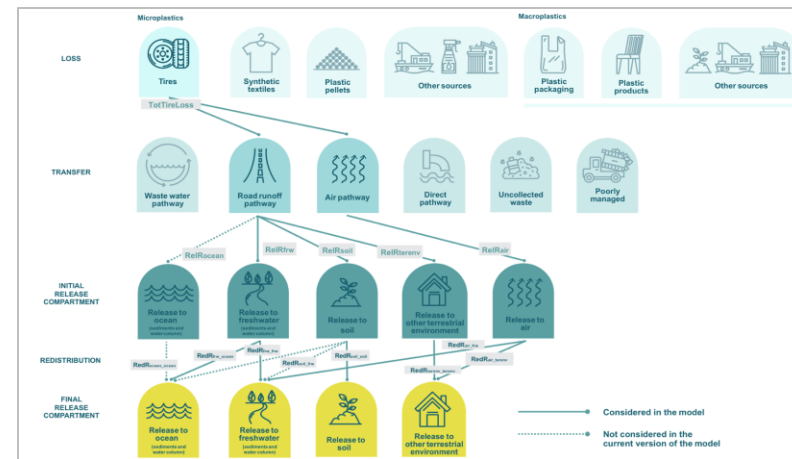 Microplastics
Macroplastics
LOSS
Tires
Synthetic
textiles
Plastic
pellets
Other sources
Plastic
packaging
Plastic
products
Other sources
TotTireLoss
TRANSFER
Waste water
pathway
Road runoff
pathway
Air pathway
Direct
pathway
Uncollected
waste
Poorly
managed
RelRocean
RelRfrw
RelRsoil
RelRterenv
RelRair
INITIAL
RELEASE
COMPARTMENT
Release to
ocean
(sediments and
water column)
Release to
freshwater
(sediments and
water column)
Release to
soil
Release to
other terrestrial
environment
Release to
air
REDISTRIBUTION
RedRocean_ocean
RedRfrw_ocean
RedRfrw_frw
RedRsoil_frw
RedRsoil_soil
RedRair_frw
RedRair_terenv
RedRterenv_terenv
FINAL
RELEASE
COMPARTMENT
Release to
ocean
(sediments and
water column)
Release to
freshwater
(sediments and
water column)
Release to
soil
Release to
other terrestrial
environment
Considered in the model
Not considered in the
current version of the model